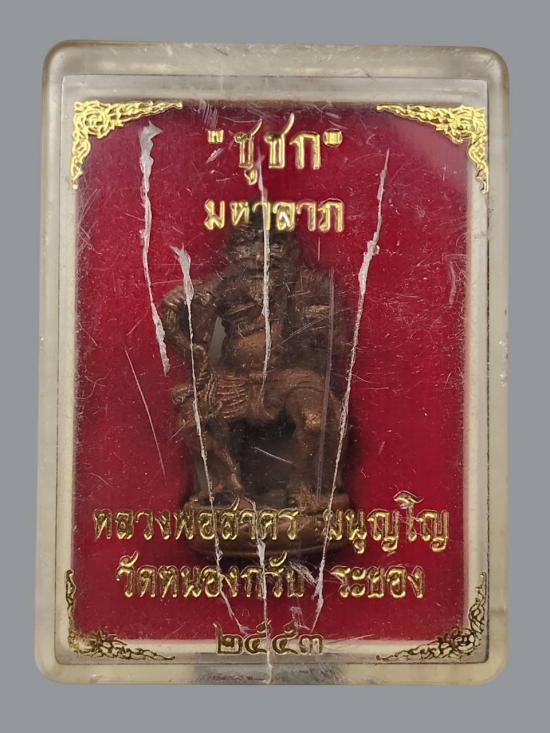 "ชูชก"
มหาลาภ
หลวงพ่อสาคร มนุญโญ
วัดหนองกรับ ระยอง
๒๕๕๓